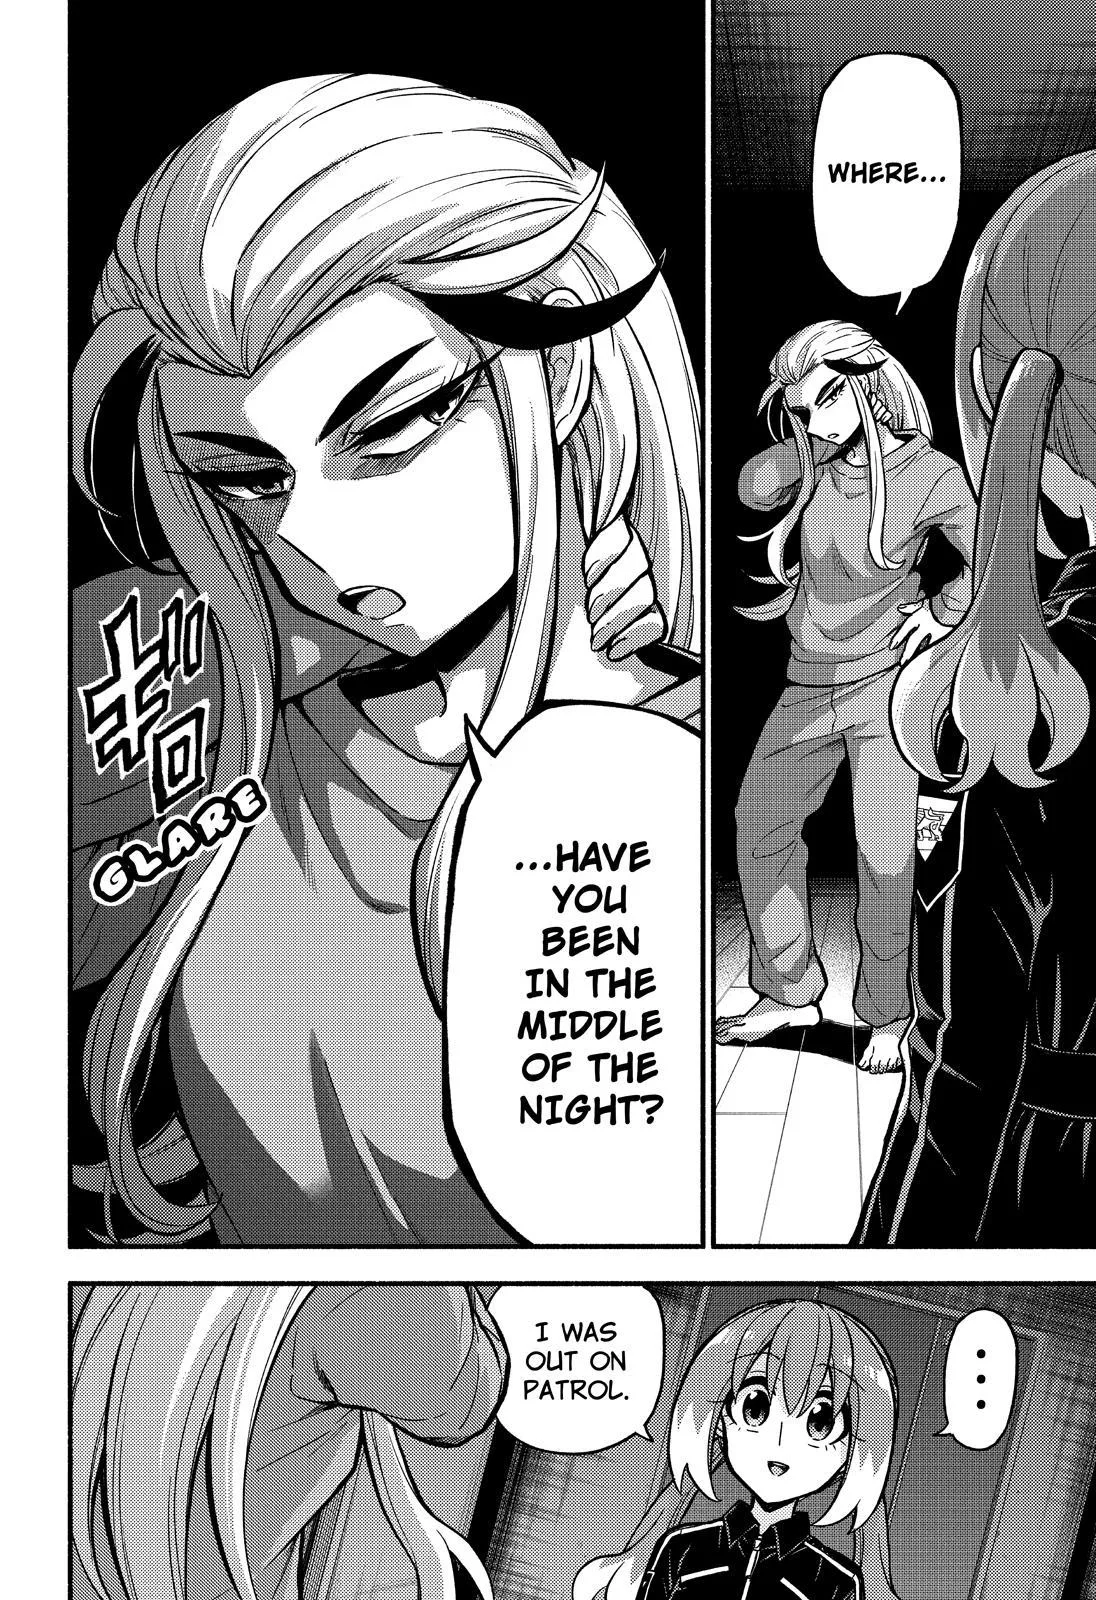 WHERE...
...HAVE
YOU
BEEN
IN THE
MIDDLE
OF THE
NIGHT?
ギロ
GLARE
...
I WAS
OUT ON
PATROL.